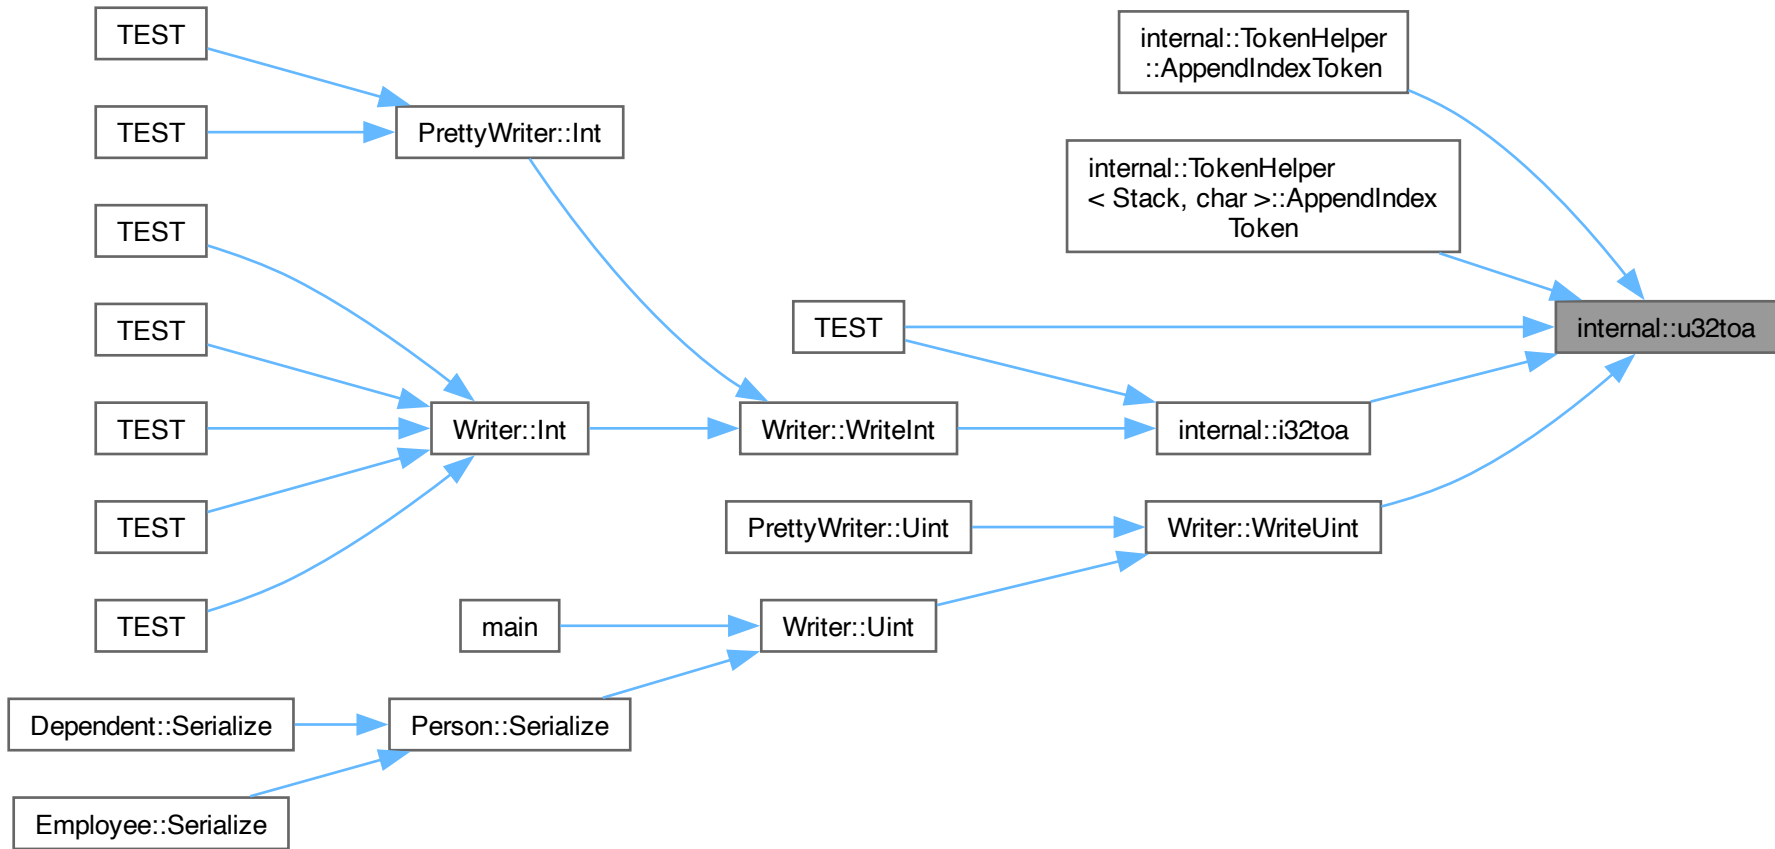 TEST
TEST
TEST
TEST
TEST
TEST
TEST
Dependent::Serialize
Employee::Serialize
PrettyWriter::Int
Writer::Int
main
Person::Serialize
TEST
Writer::WriteInt
PrettyWriter::Uint
Writer::Uint
internal::TokenHelper
::AppendIndexToken
internal::TokenHelper
< Stack, char >::AppendIndex
Token
internal::i32toa
Writer::WriteUint
internal::u32toa